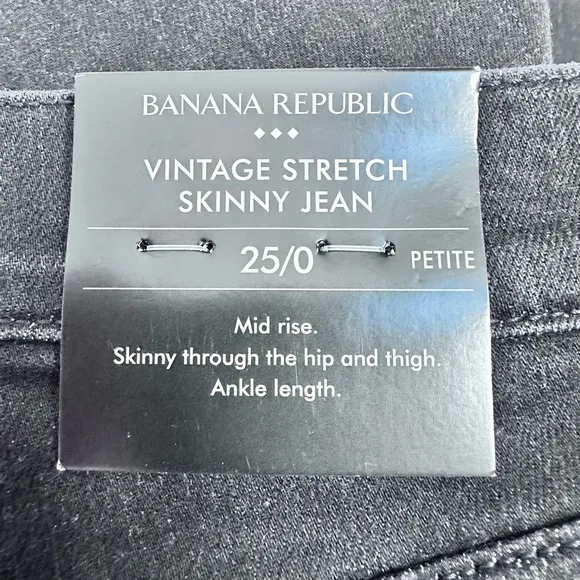 BANANA REPUBLIC
VINTAGE STRETCH
SKINNY JEAN
25/0 PETITE
Mid rise.
Skinny through the hip and thigh.
Ankle length.